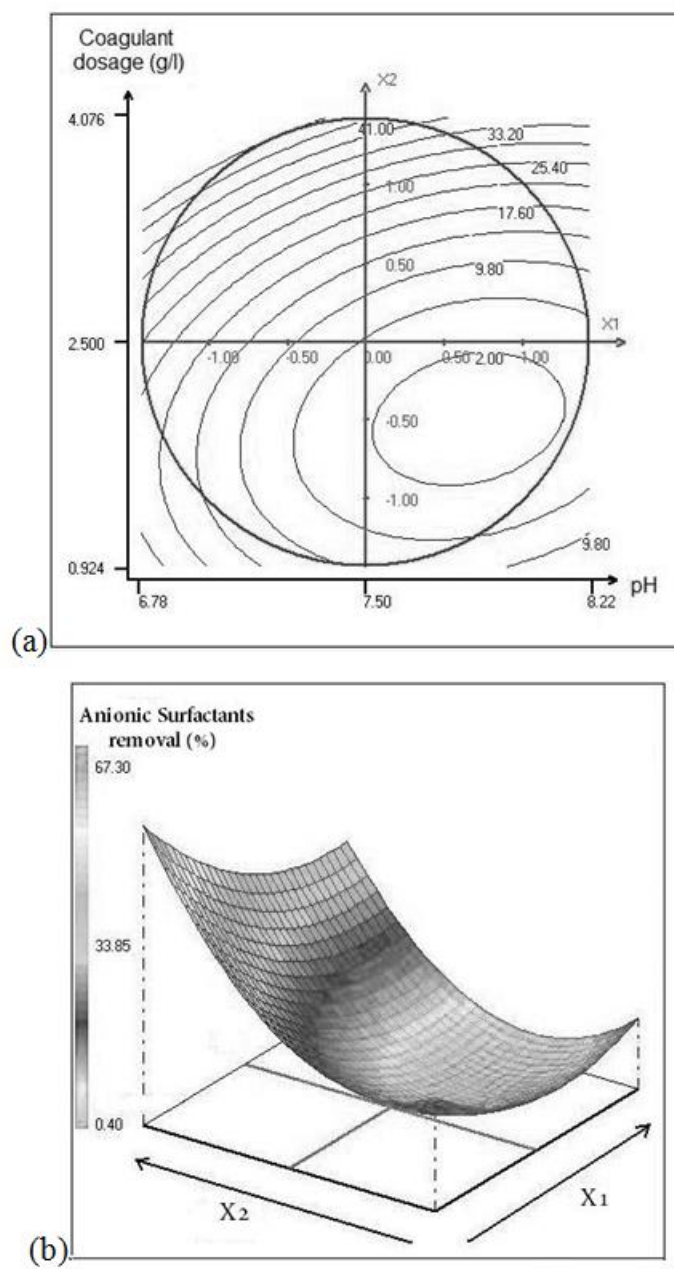 Coagulant
dosage (g/l)
X2
4.076
41.00
33.20
25.40
1.00
17.60
0.50
9.80
X1
2.500
-1.00
-0.50
0.00
0.50
2.00
1.00
-0.50
-1.00
9.80
0.924
pH
6.78
7.50
8.22
(a)
Anionic Surfactants
removal (%)
67.30
33.85
0.40
X2
X1
(b)